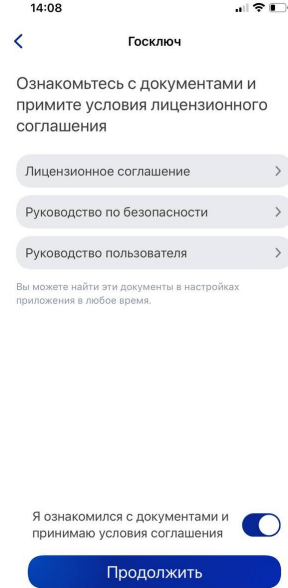 14:08
Госключ
Ознакомьтесь с документами и
примите условия лицензионного
соглашения
Лицензионное соглашение
Руководство по безопасности
Руководство пользователя
Вы можете найти эти документы в настройках
приложения в любое время.
Я ознакомился с документами и
принимаю условия соглашения
Продолжить